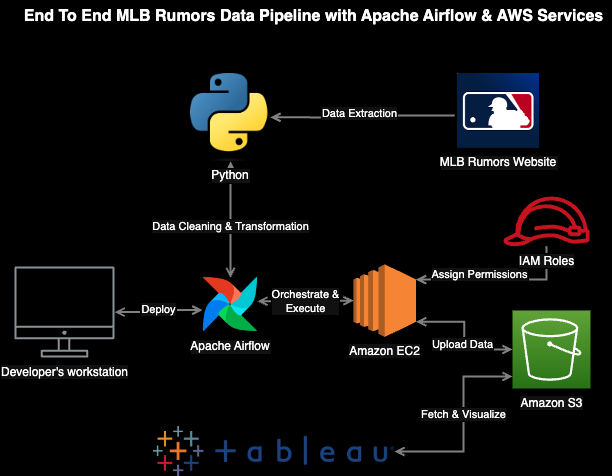 End To End MLB Rumors Data Pipeline with Apache Airflow & AWS Services
Data Extraction
MLB Rumors Website
Python
Data Cleaning & Transformation
IAM Roles
Assign Permissions
Deploy
Orchestrate &
Execute
Apache Airflow
Amazon EC2
Upload Data
Developer's workstation
Amazon S3
Fetch & Visualize
+ableau